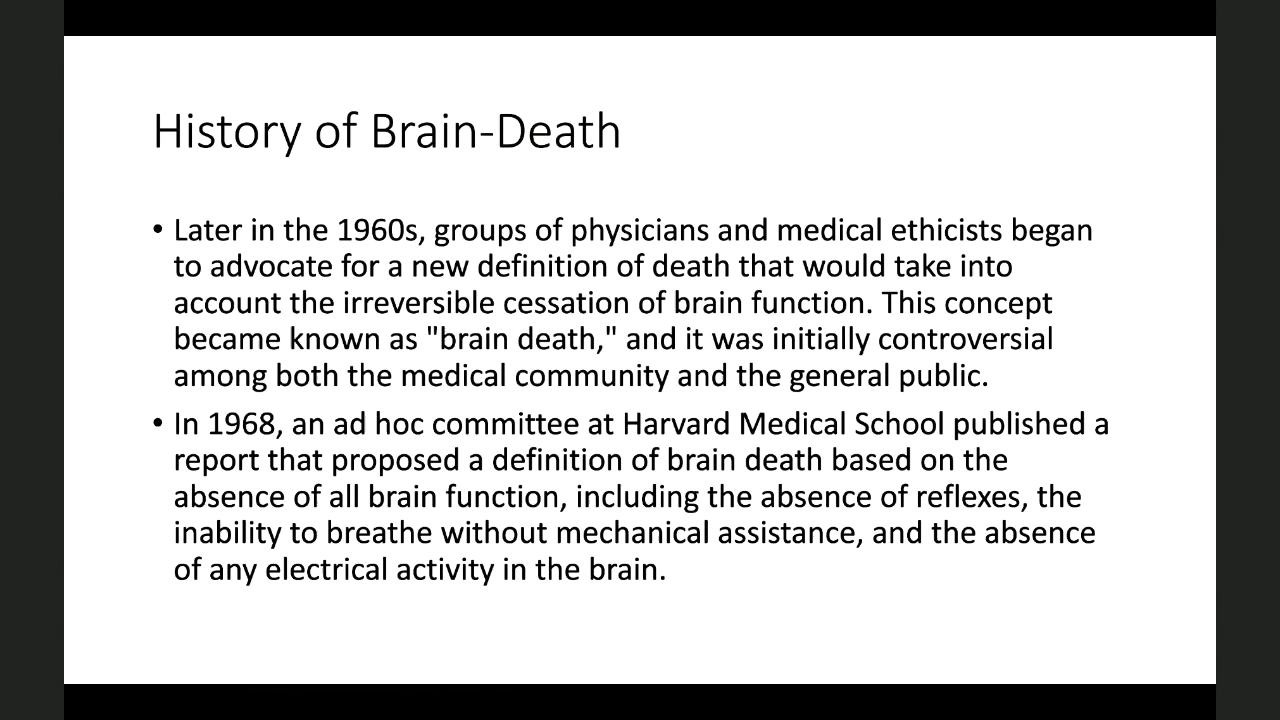 History of Brain-Death
• Later in the 1960s, groups of physicians and medical ethicists began
to advocate for a new definition of death that would take into
account the irreversible cessation of brain function. This concept
became known as "brain death," and it was initially controversial
among both the medical community and the general public.
• In 1968, an ad hoc committee at Harvard Medical School published a
report that proposed a definition of brain death based on the
absence of all brain function, including the absence of reflexes, the
inability to breathe without mechanical assistance, and the absence
of any electrical activity in the brain.